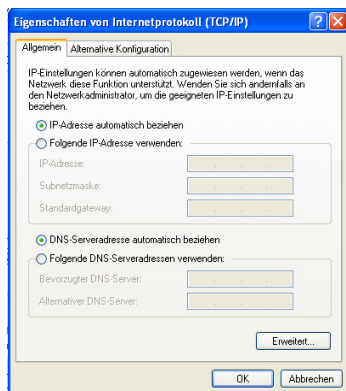 Eigenschaften von Internetprotokoll (TCP/IP)
Allgemein
Alternative Konfiguration
IP-Einstellungen können automatisch zugewiesen werden, wenn das
Netzwerk diese Funktion unterstützt. Wenden Sie sich andernfalls an
den Netzwerkadministrator, um die geeigneten IP-Einstellungen zu
beziehen.
IP-Adresse automatisch beziehen
Folgende IP-Adresse verwenden:
IP-Adresse:
Subnetzmaske:
Standardgateway:
DNS-Serveradresse automatisch beziehen
Folgende DNS-Serveradressen verwenden:
Bevorzugter DNS-Server:
Alternativer DNS-Server:
Erweitert...
OK
Abbrechen